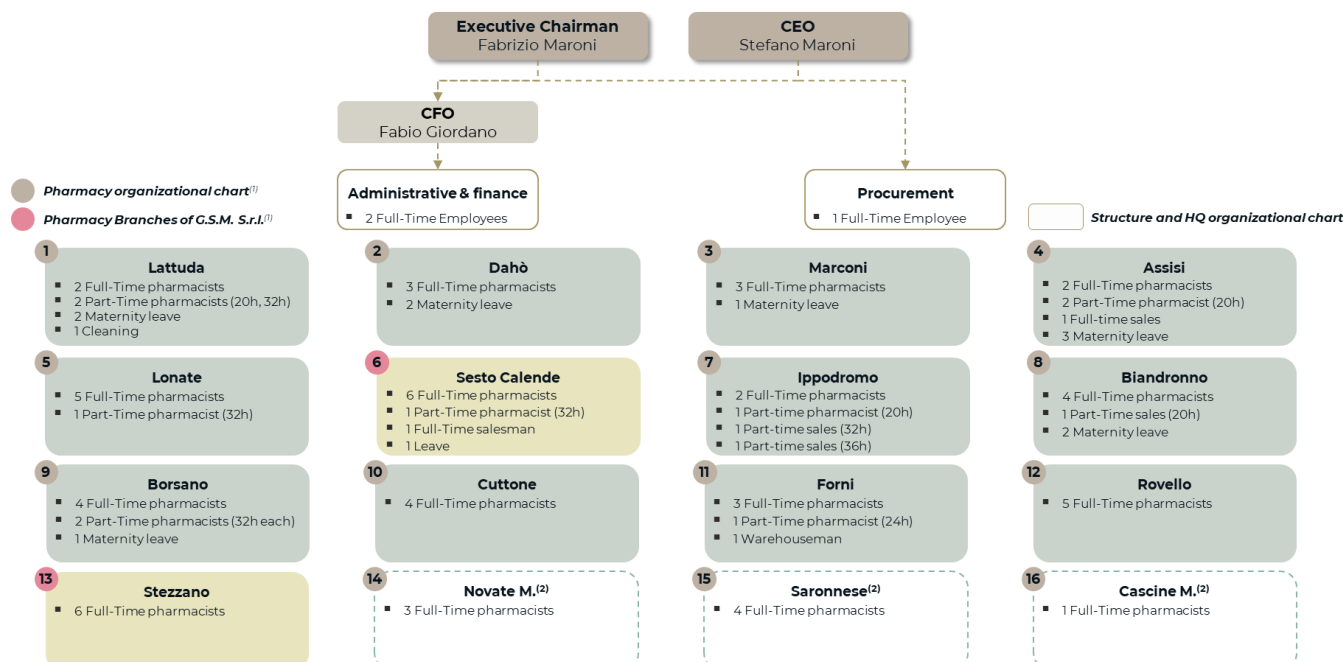 Executive Chairman
Fabrizio Maroni
CEO
Stefano Maroni
CFO
Fabio Giordano
Pharmacy organizational chart(1)
Pharmacy Branches of G.S.M. S.r.l.(1)
Administrative & finance
▪ 2 Full-Time Employees
Procurement
▪ 1 Full-Time Employee
Structure and HQ organizational chart
1
Lattuda
▪ 2 Full-Time pharmacists
▪ 2 Part-Time pharmacists (20h, 32h)
▪ 2 Maternity leave
▪ 1 Cleaning
2
Dahò
▪ 3 Full-Time pharmacists
▪ 2 Maternity leave
3
Marconi
▪ 3 Full-Time pharmacists
▪ 1 Maternity leave
4
Assisi
▪ 2 Full-Time pharmacists
▪ 2 Part-Time pharmacist (20h)
▪ 1 Full-time sales
▪ 3 Maternity leave
5
Lonate
▪ 5 Full-Time pharmacists
▪ 1 Part-Time pharmacist (32h)
6
Sesto Calende
▪ 6 Full-Time pharmacists
▪ 1 Part-Time pharmacist (32h)
▪ 1 Full-Time salesman
▪ 1 Leave
7
Ippodromo
▪ 2 Full-Time pharmacists
▪ 1 Part-time pharmacist (20h)
▪ 1 Part-time sales (32h)
▪ 1 Part-time sales (36h)
8
Biandronno
▪ 4 Full-Time pharmacists
▪ 1 Part-Time sales (20h)
▪ 2 Maternity leave
9
Borsano
▪ 4 Full-Time pharmacists
▪ 2 Part-Time pharmacists (32h each)
▪ 1 Maternity leave
10
Cuttone
▪ 4 Full-Time pharmacists
11
Forni
▪ 3 Full-Time pharmacists
▪ 1 Part-Time pharmacist (24h)
▪ 1 Warehouseman
12
Rovello
▪ 5 Full-Time pharmacists
13
Stezzano
▪ 6 Full-Time pharmacists
14
Novate M.(2)
▪ 3 Full-Time pharmacists
15
Saronnese(2)
▪ 4 Full-Time pharmacists
16
Cascine M.(2)
▪ 1 Full-Time pharmacists